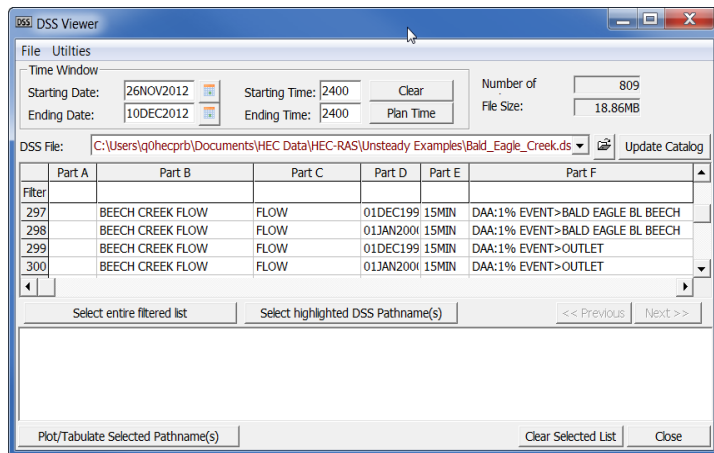 DSS DSS Viewer
File Utilties
Time Window
Starting Date: 26NOV2012 Starting Time: 2400 Clear Number of 809
Ending Date: 10DEC2012 Ending Time: 2400 Plan Time File Size: 18.86MB
DSS File: C:\Users\q0hecprb\Documents\HEC Data\HEC-RAS\Unsteady Examples\Bald_Eagle_Creek.ds Update Catalog
Part A Part B Part C Part D Part E Part F
Filter
297 BEECH CREEK FLOW FLOW 01DEC199 15MIN DAA:1% EVENT>BALD EAGLE BL BEECH
298 BEECH CREEK FLOW FLOW 01JAN200 15MIN DAA:1% EVENT>BALD EAGLE BL BEECH
299 BEECH CREEK FLOW FLOW 01DEC199 15MIN DAA:1% EVENT>OUTLET
300 BEECH CREEK FLOW FLOW 01JAN200 15MIN DAA:1% EVENT>OUTLET
Select entire filtered list Select highlighted DSS Pathname(s) << Previous Next >>
Plot/Tabulate Selected Pathname(s) Clear Selected List Close